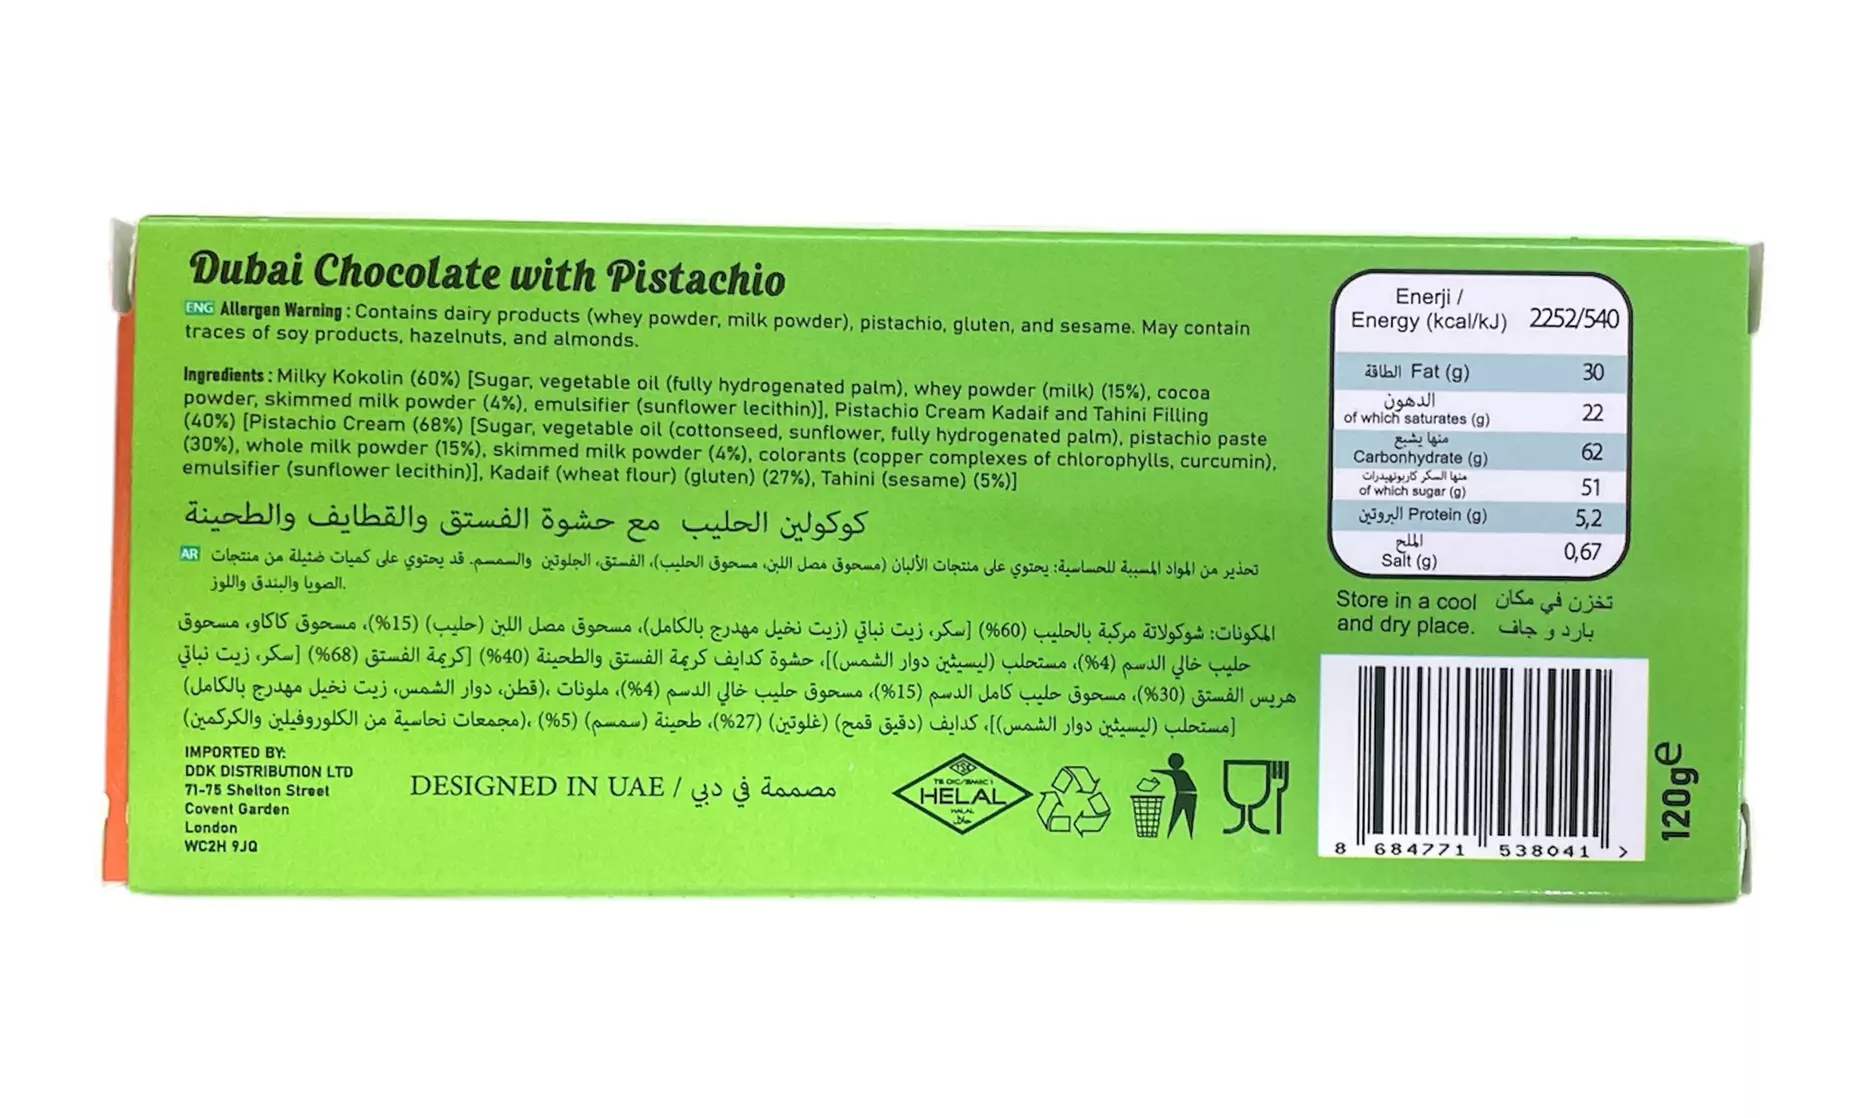 Dubai Chocolate with Pistachio
ENG Allergen Warning : Contains dairy products (whey powder, milk powder), pistachio, gluten, and sesame. May contain
traces of soy products, hazelnuts, and almonds.
Ingredients : Milky Kokolin (60%) [Sugar, vegetable oil (fully hydrogenated palm), whey powder (milk) (15%), cocoa
powder, skimmed milk powder (4%), emulsifier (sunflower lecithin)], Pistachio Cream Kadaif and Tahini Filling
(40%) [Pistachio Cream (68%) [Sugar, vegetable oil (cottonseed, sunflower, fully hydrogenated palm), pistachio paste
(30%), whole milk powder (15%), skimmed milk powder (4%), colorants (copper complexes of chlorophylls, curcumin),
emulsifier (sunflower lecithin)], Kadaif (wheat flour) (gluten) (27%), Tahini (sesame) (5%)]
كوكولين الحليب مع حشوة الفستق والقطايف والطحينة
AR تحذير من المواد المسببة للحساسية: يحتوي على منتجات الألبان (مسحوق مصل اللبن، مسحوق الحليب)، الفستق، الجلوتين والسمسم. قد يحتوي على كميات ضئيلة من منتجات
الصويا والبندق واللوز.
المكونات: شوكولاتة مركبة بالحليب (60%) [سكر، زيت نباتي (زيت نخيل مهدرج بالكامل)، مسحوق مصل اللبن (حليب) (15%)، مسحوق كاكاو، مسحوق
حليب خالي الدسم (4%)، مستحلب (ليسيثين دوار الشمس)]، حشوة كدايف كريمة الفستق والطحينة (40%) [كريمة الفستق (68%) [سكر، زيت نباتي
هريس الفستق (30%)، مسحوق حليب كامل الدسم (15%)، مسحوق حليب خالي الدسم (4%)، ملونات ،(قطن، دوار الشمس، زيت نخيل مهدرج بالكامل)
[مستحلب (ليسيثين دوار الشمس)]، كدايف (دقيق قمح) (غلوتين) (27%)، طحينة (سمسم) (5%) ،(مجمعات نحاسية من الكلوروفيلين والكركمين)
IMPORTED BY:
DDK DISTRIBUTION LTD
71-75 Shelton Street
Covent Garden
London
WC2H 9JQ
DESIGNED IN UAE / مصممة في دبي
TSE
HELAL
HALAL
حلال
Enerji /
Energy (kcal/kJ) 2252/540
الطاقة Fat (g) 30
الدهون
of which saturates (g) 22
منها يشبع
Carbonhydrate (g) 62
منها السكر كاربونهيدرات
of which sugar (g) 51
البروتين Protein (g) 5,2
الملح
Salt (g) 0,67
Store in a cool تخزن في مكان
and dry place. بارد و جاف
8 684771 538041 >
120g e